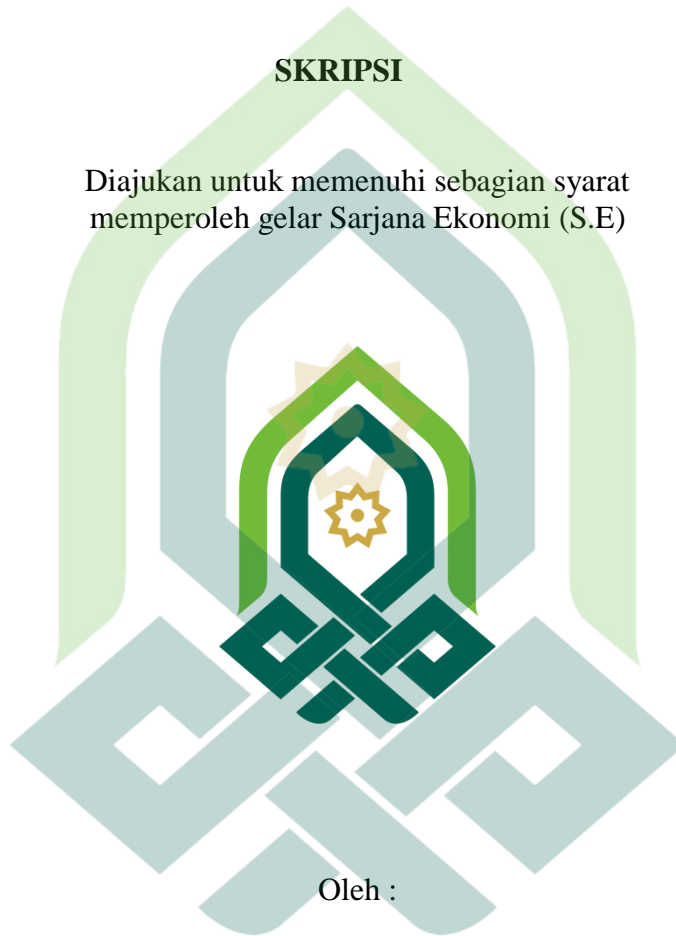 SKRIPSI
Diajukan untuk memenuhi sebagian syarat
memperoleh gelar Sarjana Ekonomi (S.E)
Oleh :